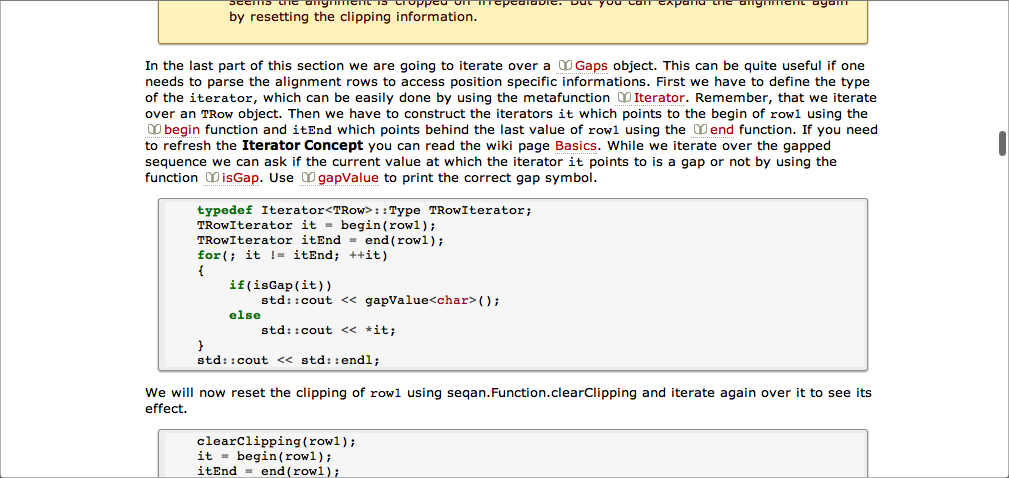 seems the alignment is cropped on irrepealable. But you can expand the alignment again
by resetting the clipping information.
In the last part of this section we are going to iterate over a Gaps object. This can be quite useful if one
needs to parse the alignment rows to access position specific informations. First we have to define the type
of the iterator, which can be easily done by using the metafunction Iterator. Remember, that we iterate
over an TRow object. Then we have to construct the iterators it which points to the begin of row1 using the
begin function and itEnd which points behind the last value of row1 using the end function. If you need
to refresh the Iterator Concept you can read the wiki page Basics. While we iterate over the gapped
sequence we can ask if the current value at which the iterator it points to is a gap or not by using the
function isGap. Use gapValue to print the correct gap symbol.
typedef Iterator<TRow>::Type TRowIterator;
TRowIterator it = begin(row1);
TRowIterator itEnd = end(row1);
for(; it != itEnd; ++it)
{
if(isGap(it))
std::cout << gapValue<char>();
else
std::cout << *it;
}
std::cout << std::endl;
We will now reset the clipping of row1 using seqan.Function.clearClipping and iterate again over it to see its
effect.
clearClipping(row1);
it = begin(row1);
itEnd = end(row1);